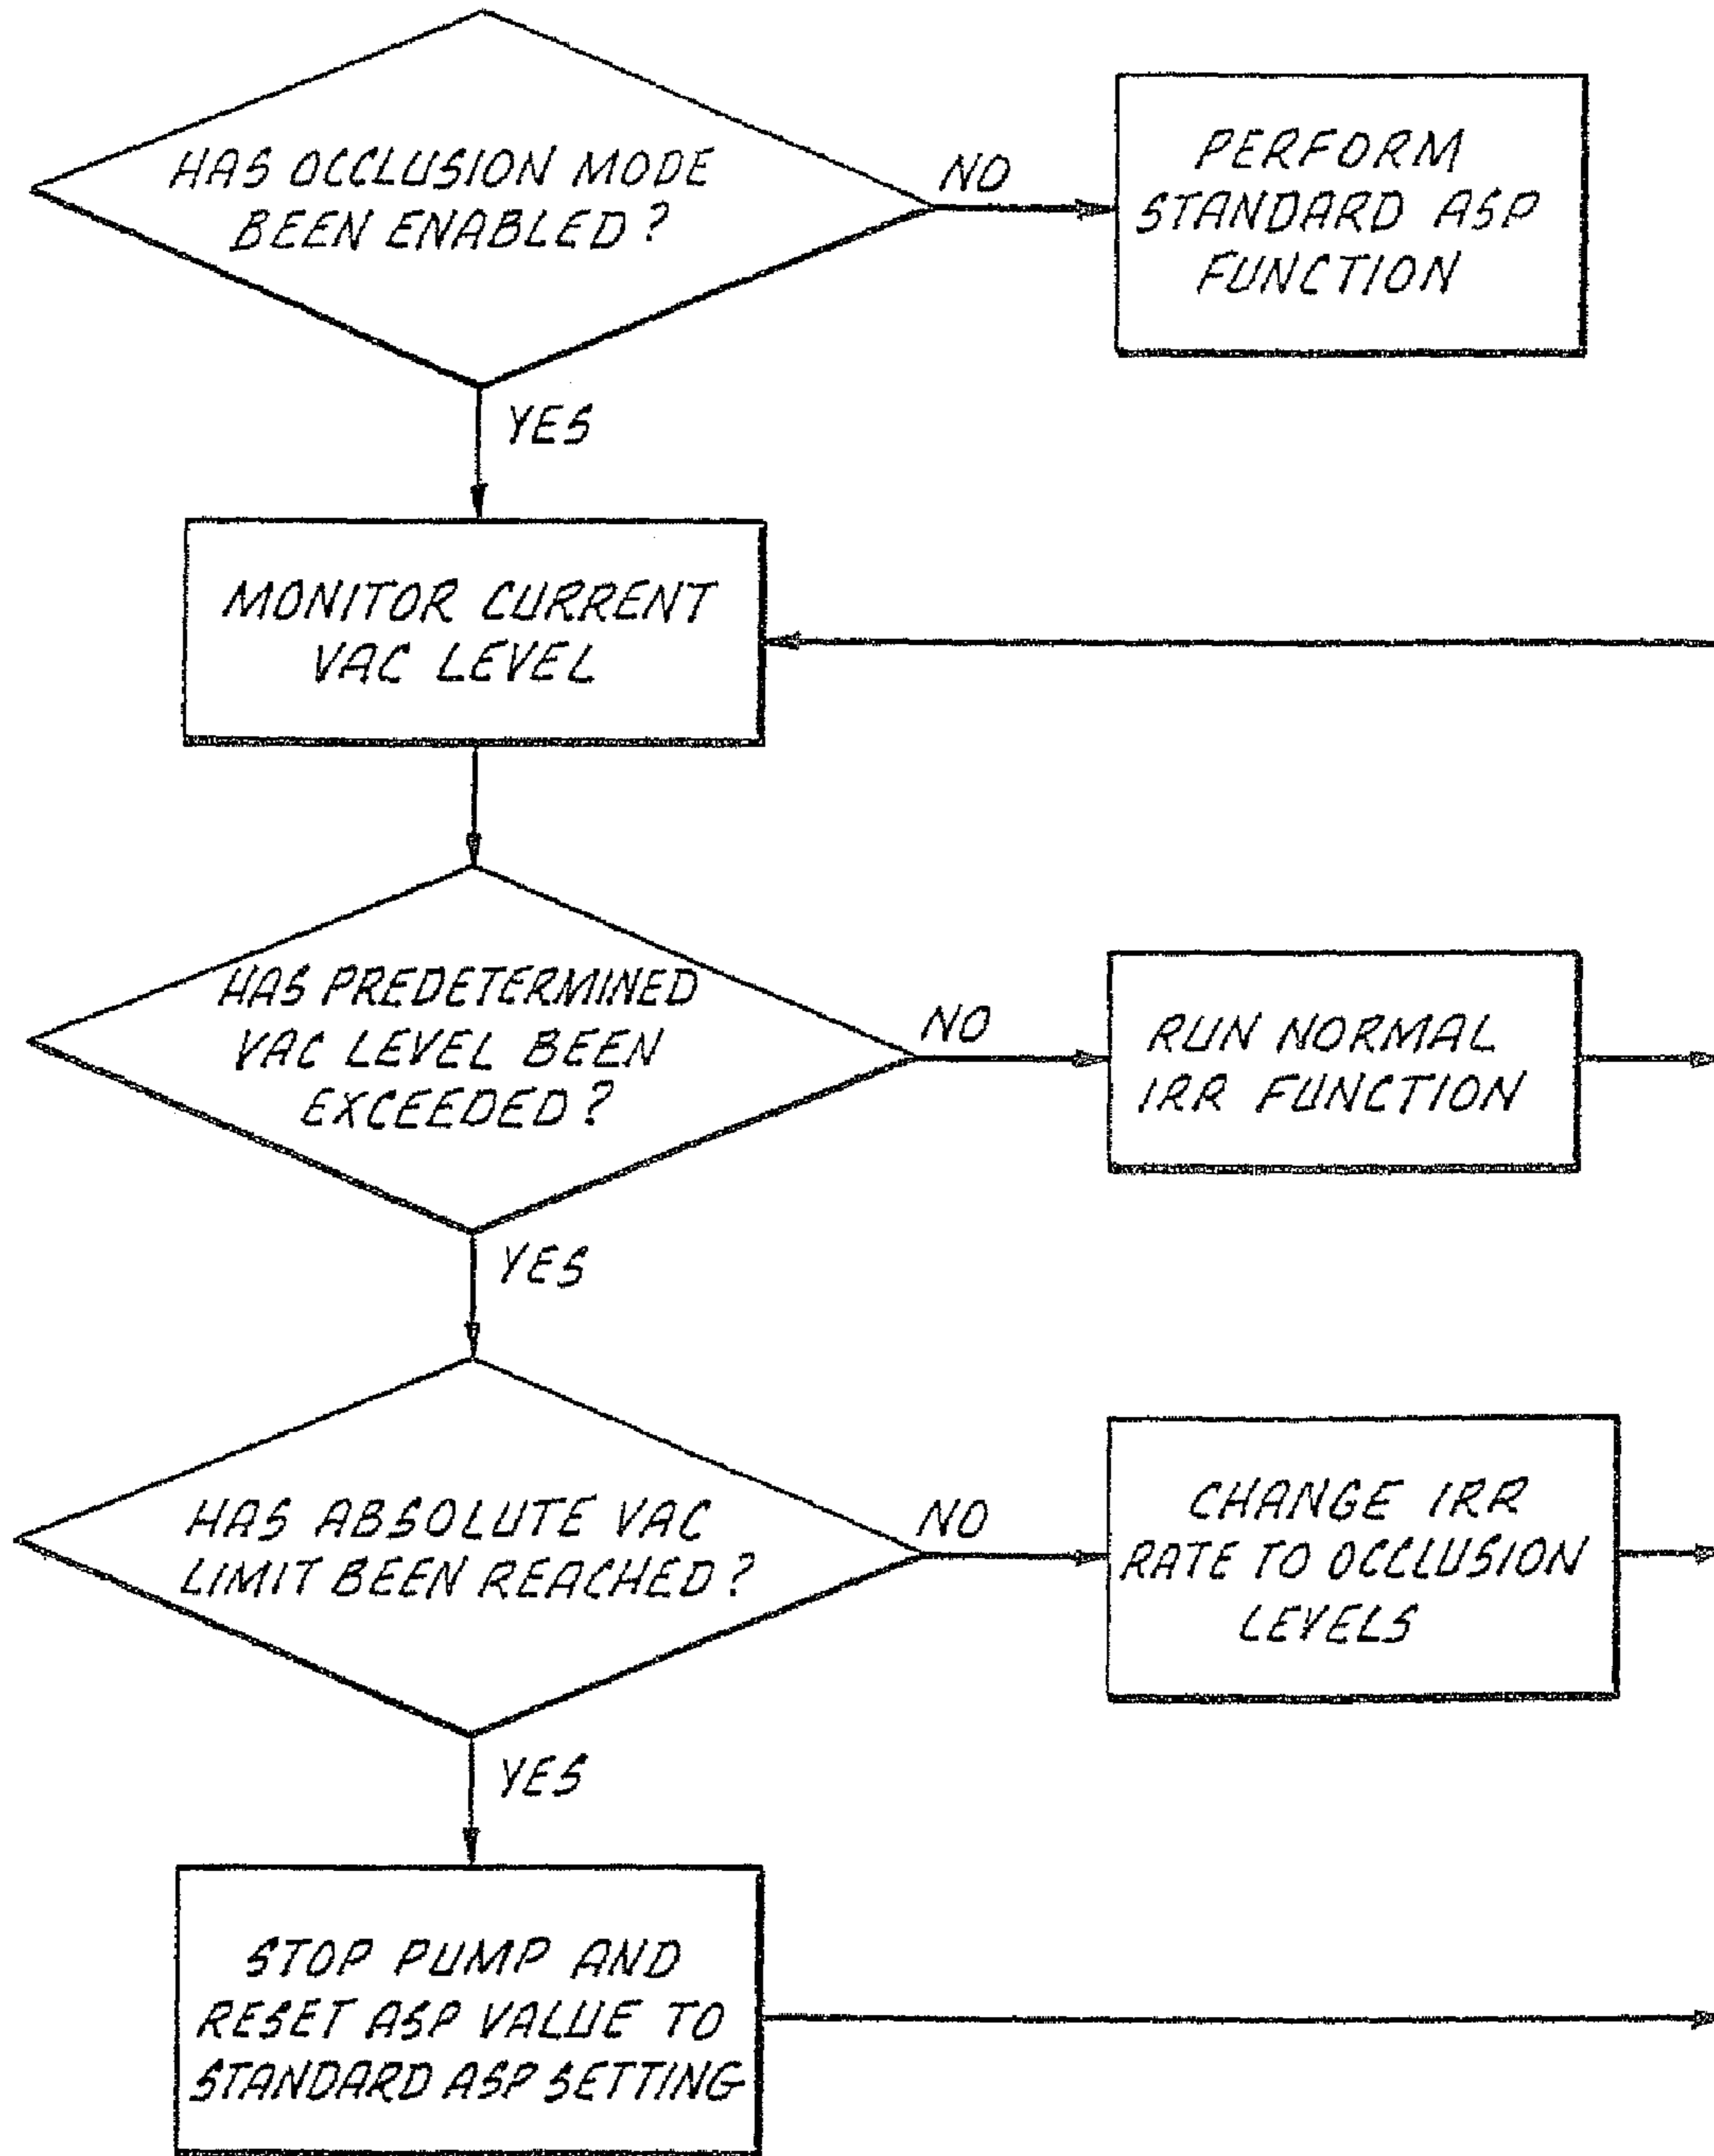 HAS OCCLUSION MODE
BEEN ENABLED?
NO
PERFORM
STANDARD ASP
FUNCTION
YES
MONITOR CURRENT
VAC LEVEL
HAS PREDETERMINED
VAC LEVEL BEEN
EXCEEDED?
NO
RUN NORMAL
IRR FUNCTION
YES
HAS ABSOLUTE VAC
LIMIT BEEN REACHED?
NO
CHANGE IRR
RATE TO OCCLUSION
LEVELS
YES
STOP PUMP AND
RESET ASP VALUE TO
STANDARD ASP SETTING